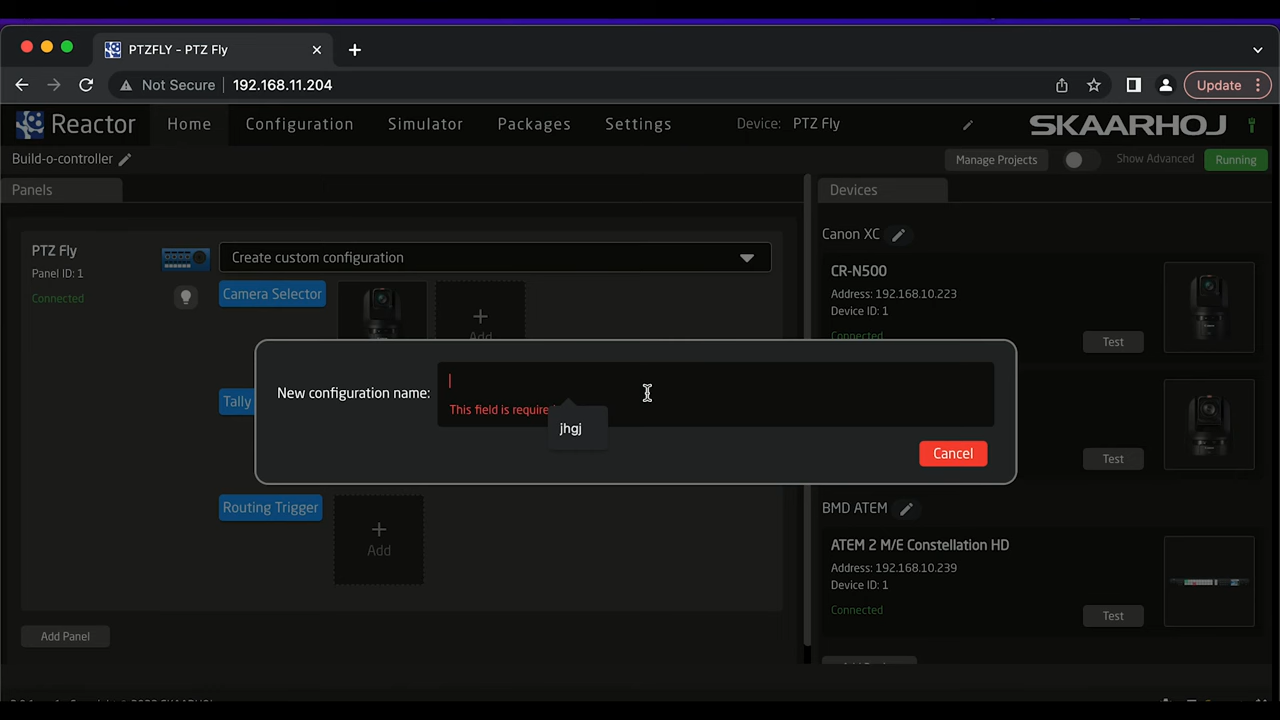 PTZFLY - PTZ Fly
Not Secure
192.168.11.204
Update
Reactor
Home
Configuration
Simulator
Packages
Settings
Device: PTZ Fly
SKAARHOJ
Build-o-controller
Manage Projects
Show Advanced
Running
Panels
Devices
PTZ Fly
Panel ID: 1
Connected
Create custom configuration
Camera Selector
Add
Tally
Routing Trigger
Add
Add Panel
New configuration name:
This field is require
jhgj
Cancel
Canon XC
CR-N500
Address: 192.168.10.223
Device ID: 1
Connected
Test
Test
BMD ATEM
ATEM 2 M/E Constellation HD
Address: 192.168.10.239
Device ID: 1
Connected
Test